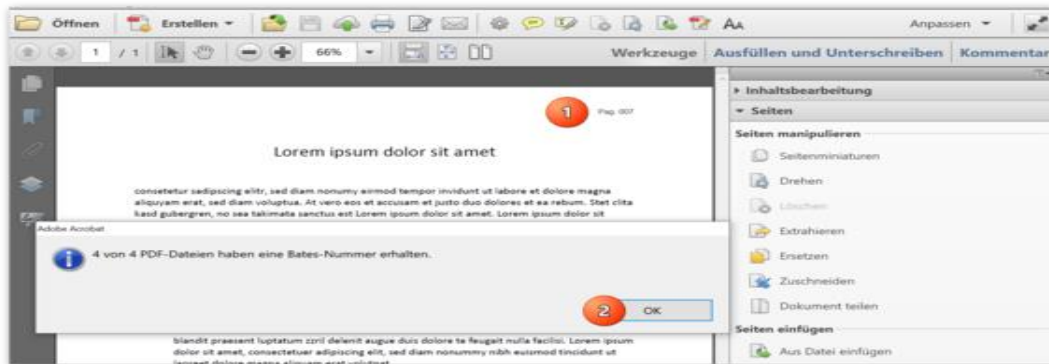 Öffnen Erstellen Anpassen
1 / 1 66% Werkzeuge Ausfüllen und Unterschreiben Kommentar
Inhaltsbearbeitung
1 Pag. 007
Seiten
Seiten manipulieren
Lorem ipsum dolor sit amet
Seitenminiaturen
Drehen
consetetur sadipscing elitr, sed diam nonumy eirmod tempor invidunt ut labore et dolore magna
aliquyam erat, sed diam voluptua. At vero eos et accusam et justo duo dolores et ea rebum. Stet clita
Löschen
kasd gubergren, no sea takimata sanctus est Lorem ipsum dolor sit amet. Lorem ipsum dolor sit
Adobe Acrobat
Extrahieren
4 von 4 PDF-Dateien haben eine Bates-Nummer erhalten.
Ersetzen
Zuschneiden
2 OK
Dokument teilen
Seiten einfügen
blandit praesent luptatum zzril delenit augue duis dolore te feugait nulla facilisi. Lorem ipsum
dolor sit amet, consectetuer adipiscing elit, sed diam nonummy nibh euismod tincidunt ut
Aus Datei einfügen